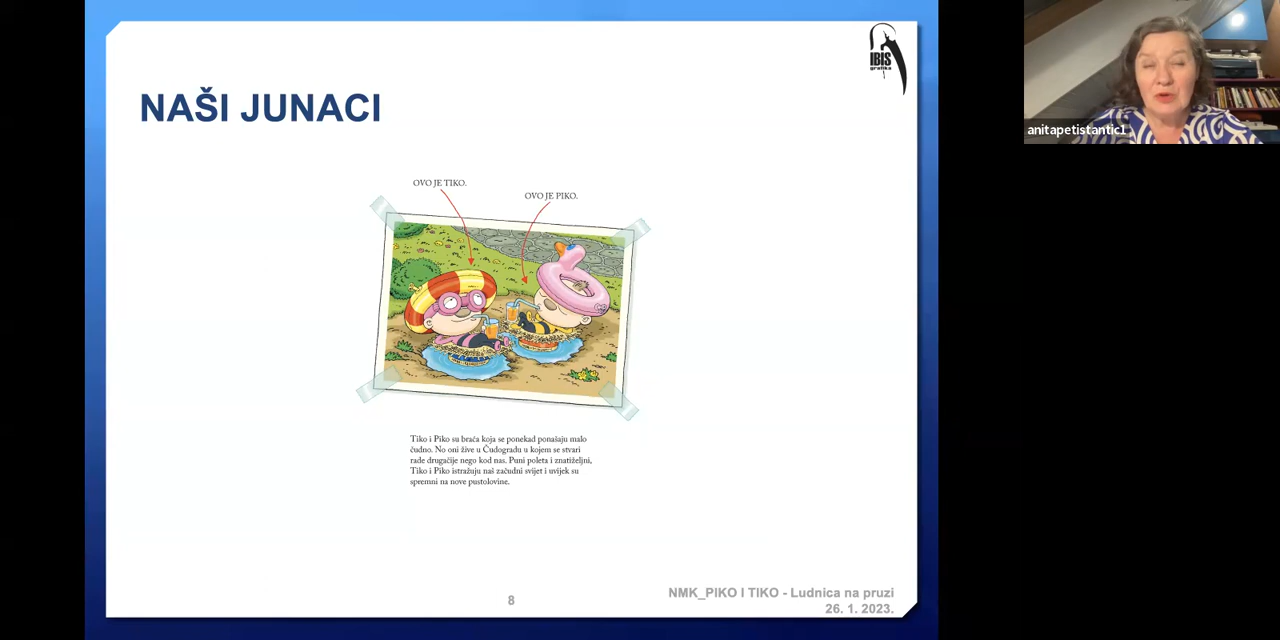 IBIS
grafika
NAŠI JUNACI
anitapetistantic1
OVO JE TIKO.
OVO JE PIKO.
Tiko i Piko su braća koja se ponekad ponašaju malo
čudno. No oni žive u Čudogradu u kojem se stvari
rade drugačije nego kod nas. Puni poleta i znatiželjni,
Tiko i Piko istražuju naš začudni svijet i uvijek su
spremni na nove pustolovine.
8
NMK_PIKO I TIKO - Ludnica na pruzi
26. 1. 2023.